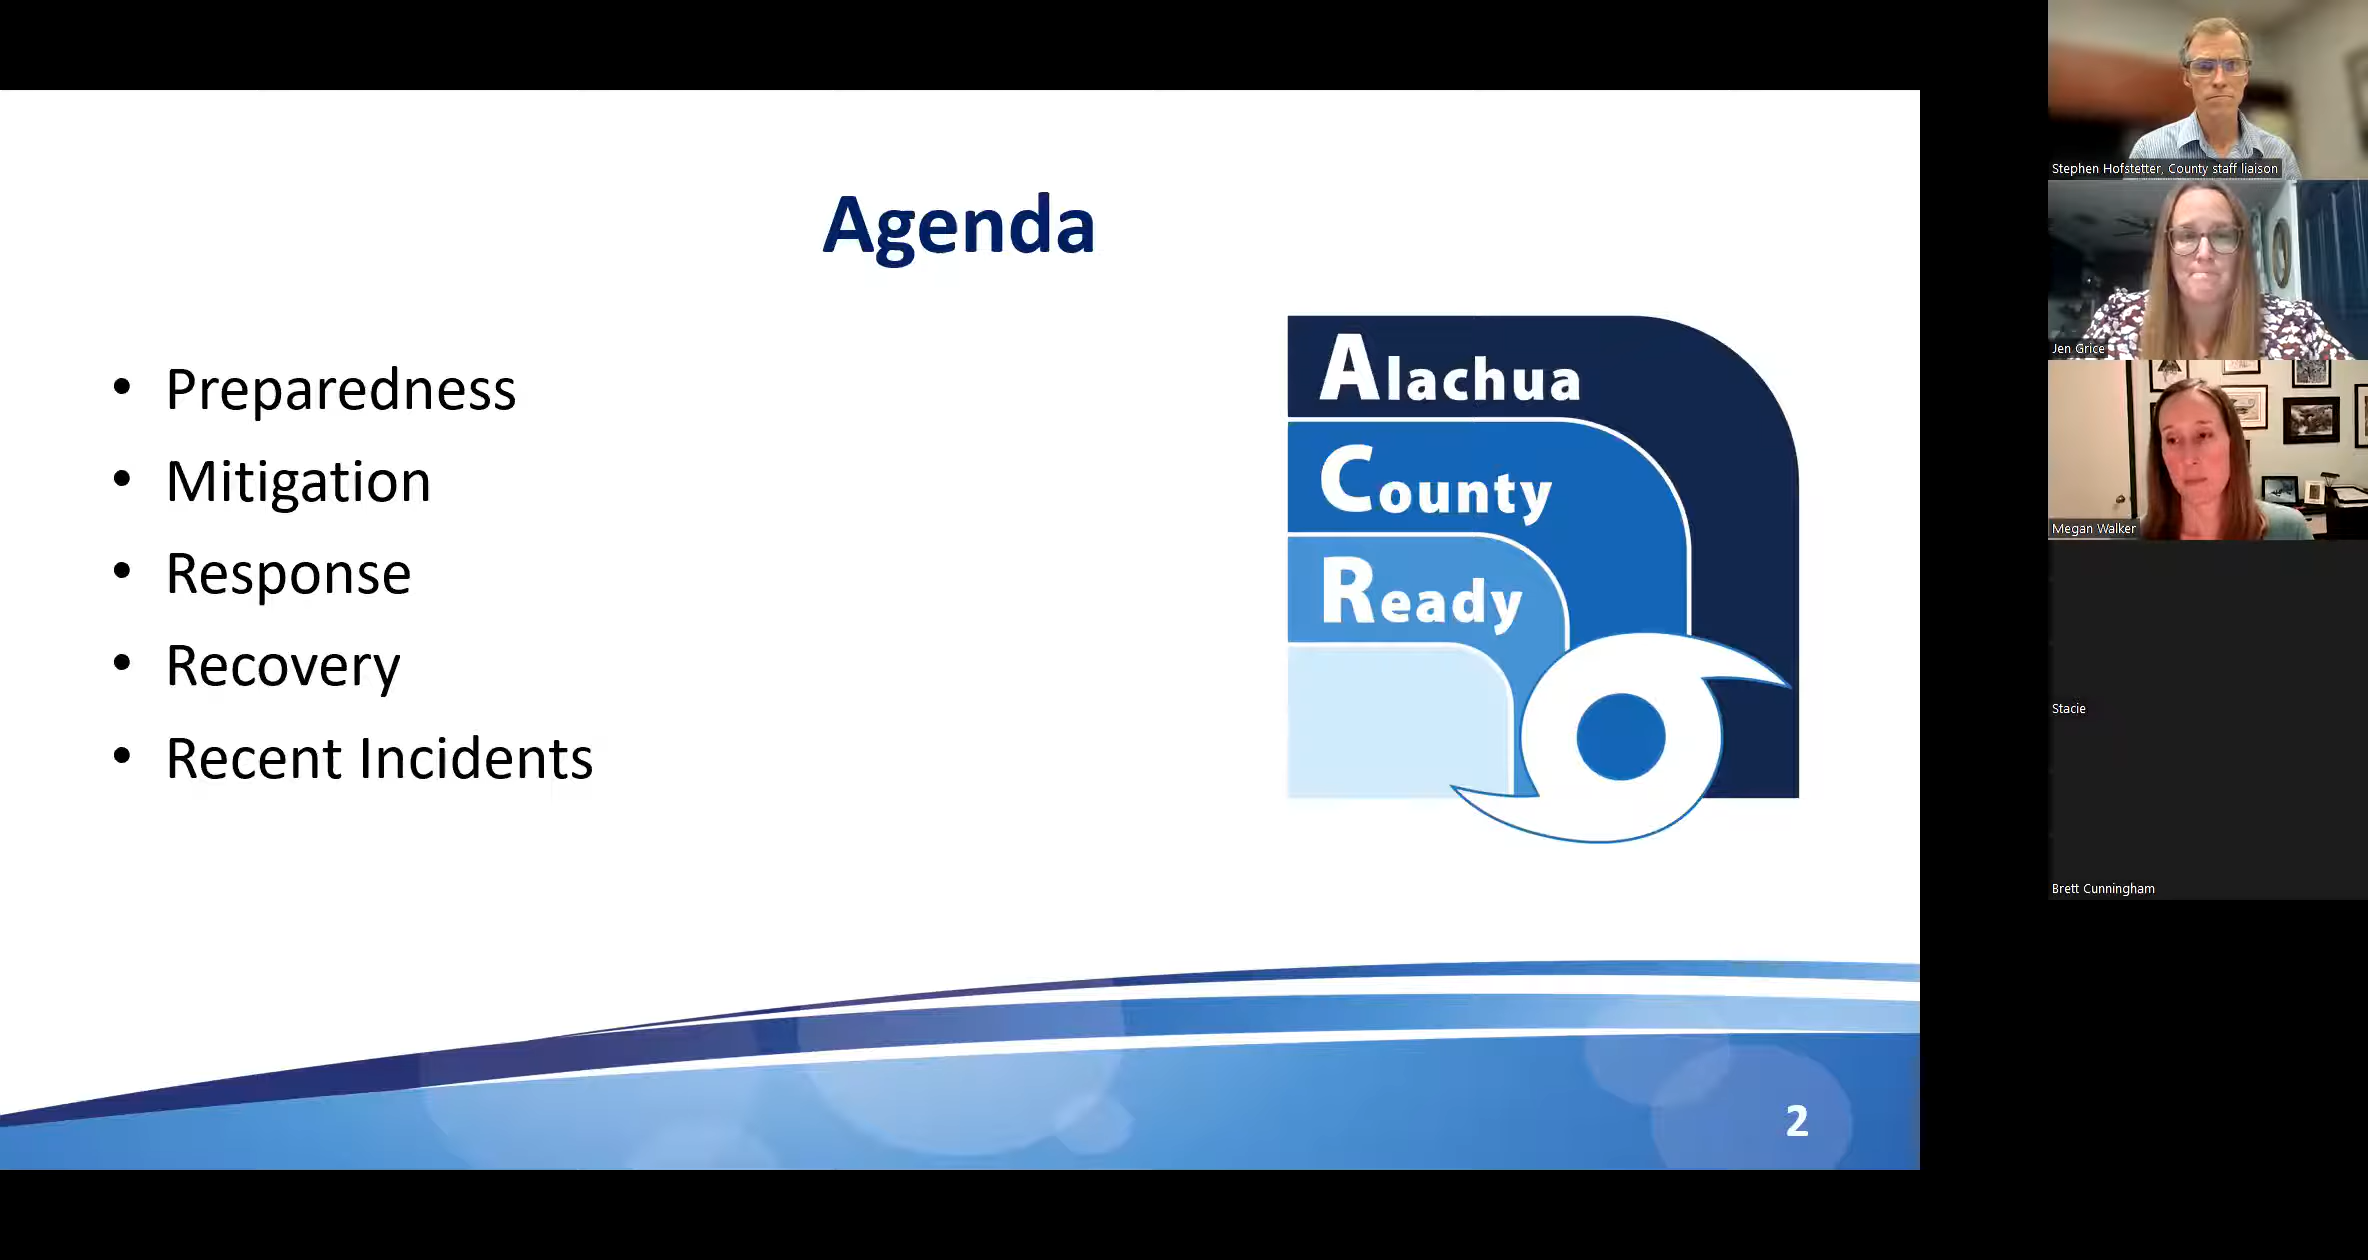 Agenda
• Preparedness
• Mitigation
• Response
• Recovery
• Recent Incidents
Alachua
County
Ready
2
Stephen Hofstetter, County staff liaison
Jen Grice
Megan Walker
Stacie
Brett Cunningham